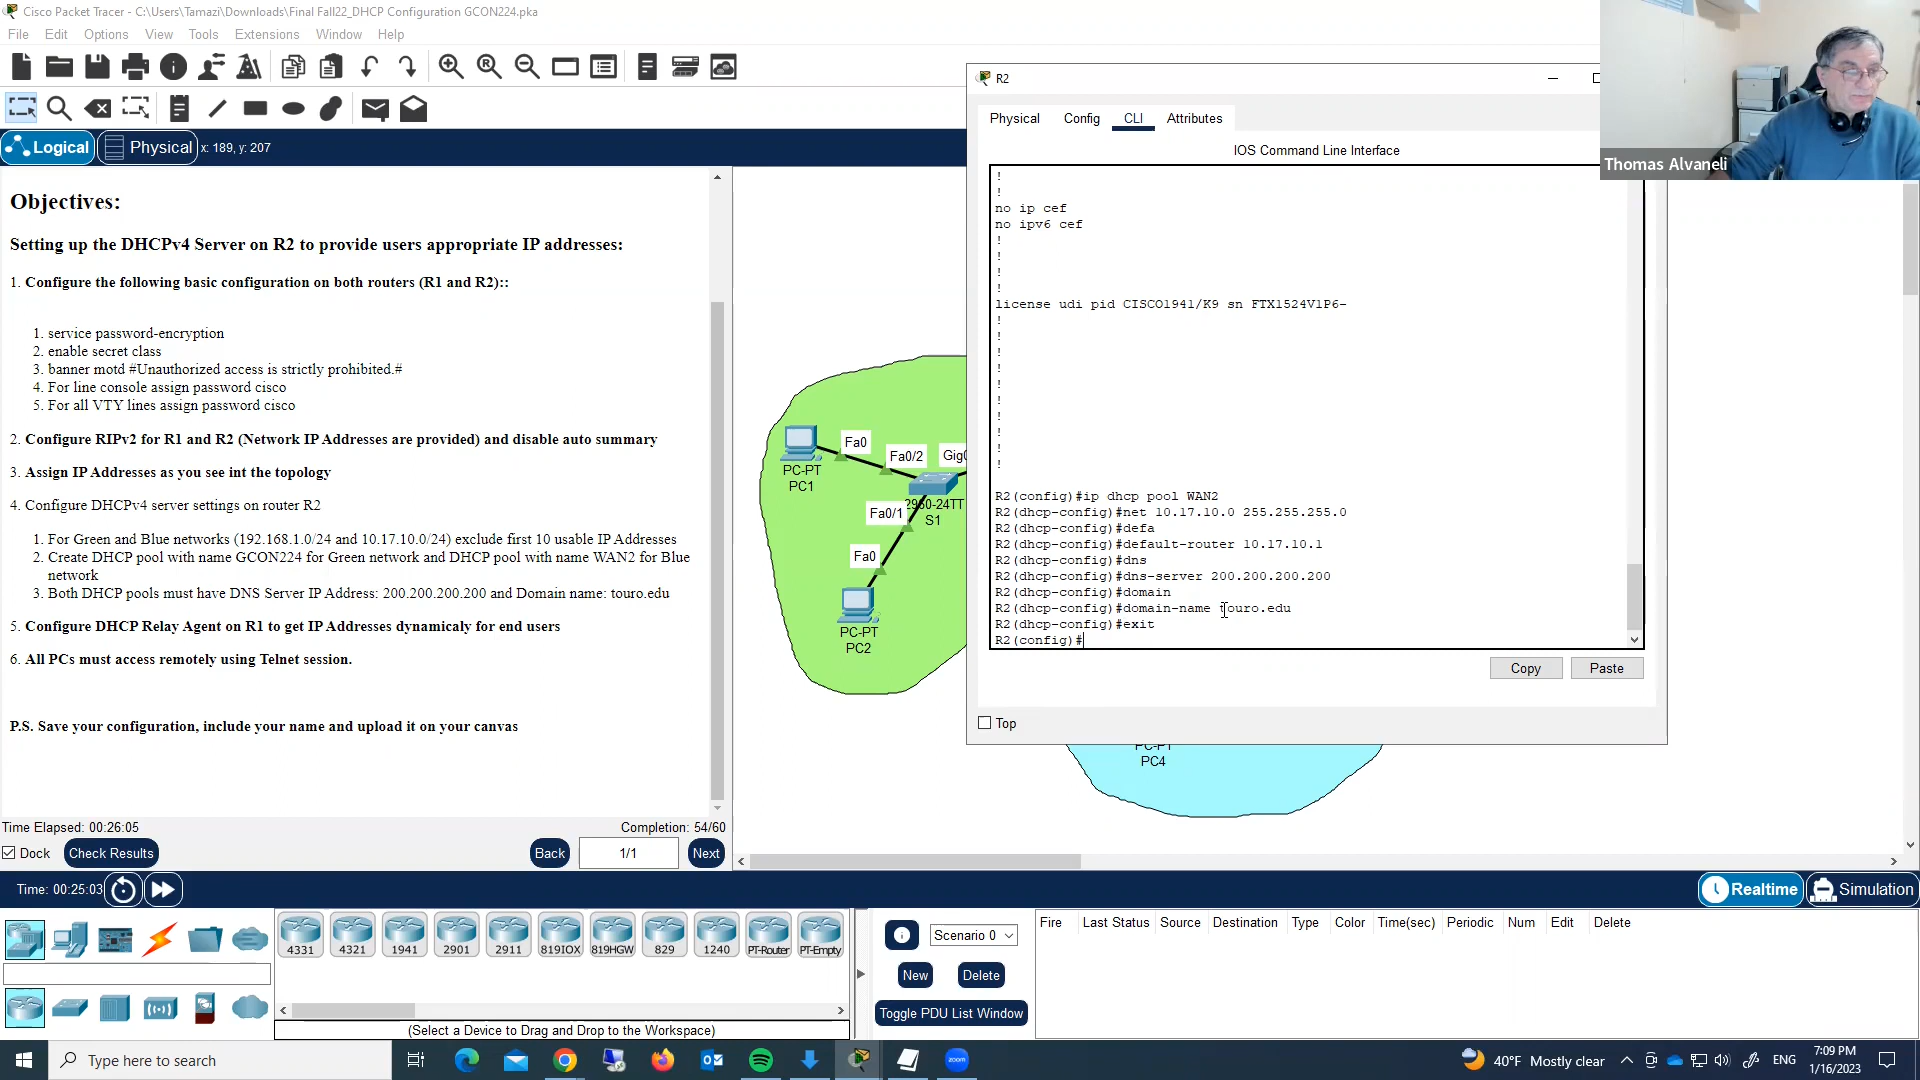 Cisco Packet Tracer - C:\Users\Tamazi\Downloads\Final Fall22_DHCP Configuration GCON224.pka
File Edit Options View Tools Extensions Window Help
Logical Physical x: 189, y: 207
Objectives:
Setting up the DHCPv4 Server on R2 to provide users appropriate IP addresses:
1. Configure the following basic configuration on both routers (R1 and R2)::
1. service password-encryption
2. enable secret class
3. banner motd #Unauthorized access is strictly prohibited.#
4. For line console assign password cisco
5. For all VTY lines assign password cisco
2. Configure RIPv2 for R1 and R2 (Network IP Addresses are provided) and disable auto summary
3. Assign IP Addresses as you see int the topology
4. Configure DHCPv4 server settings on router R2
1. For Green and Blue networks (192.168.1.0/24 and 10.17.10.0/24) exclude first 10 usable IP Addresses
2. Create DHCP pool with name GCON224 for Green network and DHCP pool with name WAN2 for Blue
network
3. Both DHCP pools must have DNS Server IP Address: 200.200.200.200 and Domain name: touro.edu
5. Configure DHCP Relay Agent on R1 to get IP Addresses dynamicaly for end users
6. All PCs must access remotely using Telnet session.
P.S. Save your configuration, include your name and upload it on your canvas
Time Elapsed: 00:26:05 Completion: 54/60
Dock Check Results Back 1/1 Next
Fa0
Fa0/2 Gig0
PC-PT
PC1
2960-24TT
S1
Fa0/1
Fa0
PC-PT
PC2
PC-PT
PC4
R2
Physical Config CLI Attributes
IOS Command Line Interface
!
!
no ip cef
no ipv6 cef
!
!
!
!
license udi pid CISCO1941/K9 sn FTX1524V1P6-
!
!
!
!
!
!
!
!
!
!
R2(config)#ip dhcp pool WAN2
R2(dhcp-config)#net 10.17.10.0 255.255.255.0
R2(dhcp-config)#defa
R2(dhcp-config)#default-router 10.17.10.1
R2(dhcp-config)#dns
R2(dhcp-config)#dns-server 200.200.200.200
R2(dhcp-config)#domain
R2(dhcp-config)#domain-name touro.edu
R2(dhcp-config)#exit
R2(config)#
Copy Paste
Top
Thomas Alvaneli
Time: 00:25:03 Realtime Simulation
4331 4321 1941 2901 2911 819IOX 819HGW 829 1240 PT-Router PT-Empty
(Select a Device to Drag and Drop to the Workspace)
Scenario 0
New Delete
Toggle PDU List Window
Fire Last Status Source Destination Type Color Time(sec) Periodic Num Edit Delete
Type here to search
zoom
40°F Mostly clear ENG 7:09 PM
1/16/2023